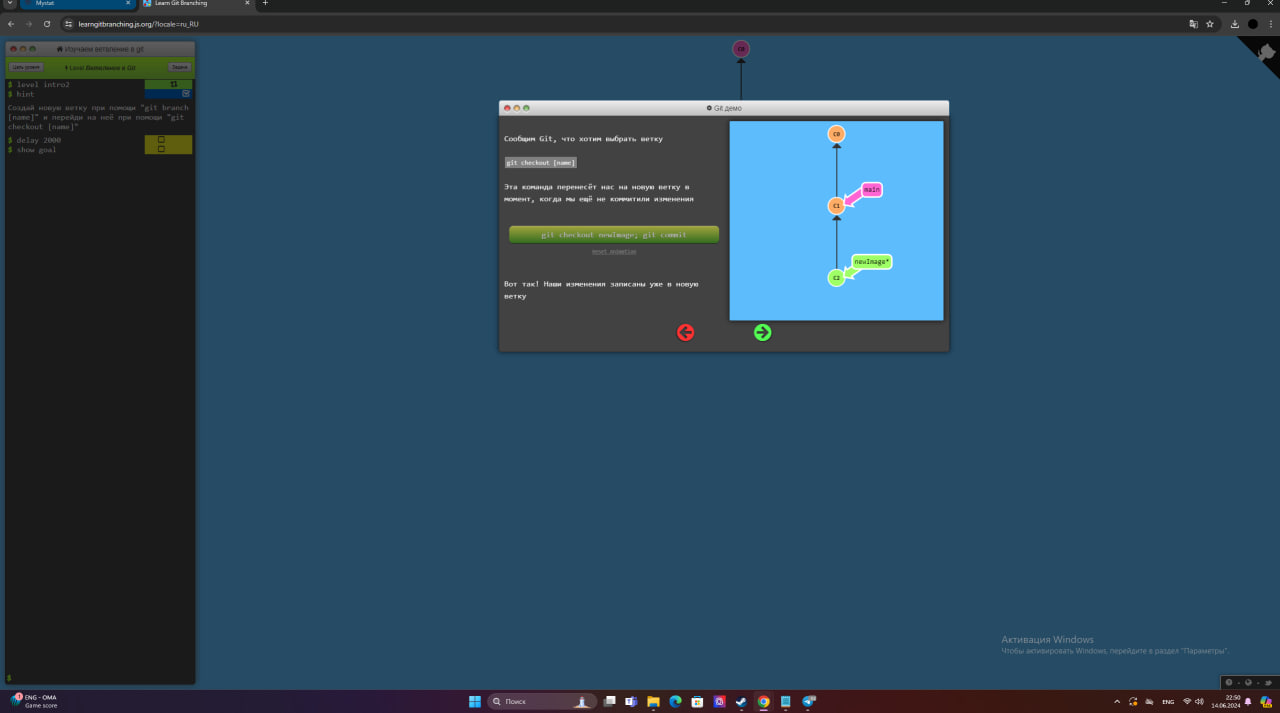 Mystat
Learn Git Branching
learngitbranching.js.org/?locale=ru_RU
Изучаем ветвление в git
Цель уровня
Level Ветвление в Git
Задача
$ level intro2
$ hint
Создай новую ветку при помощи "git branch
[name]" и перейди на неё при помощи "git
checkout [name]"
$ delay 2000
$ show goal
$
C0
Git демо
Сообщим Git, что хотим выбрать ветку
git checkout [name]
Эта команда перенесёт нас на новую ветку в
момент, когда мы ещё не коммитили изменения
git checkout newImage; git commit
Reset Animation
Вот так! Наши изменения записаны уже в новую
ветку
C0
main
C1
newImage*
C2
Активация Windows
Чтобы активировать Windows, перейдите в раздел "Параметры".
1
ENG - OMA
Game score
Поиск
ENG
22:50
14.06.2024